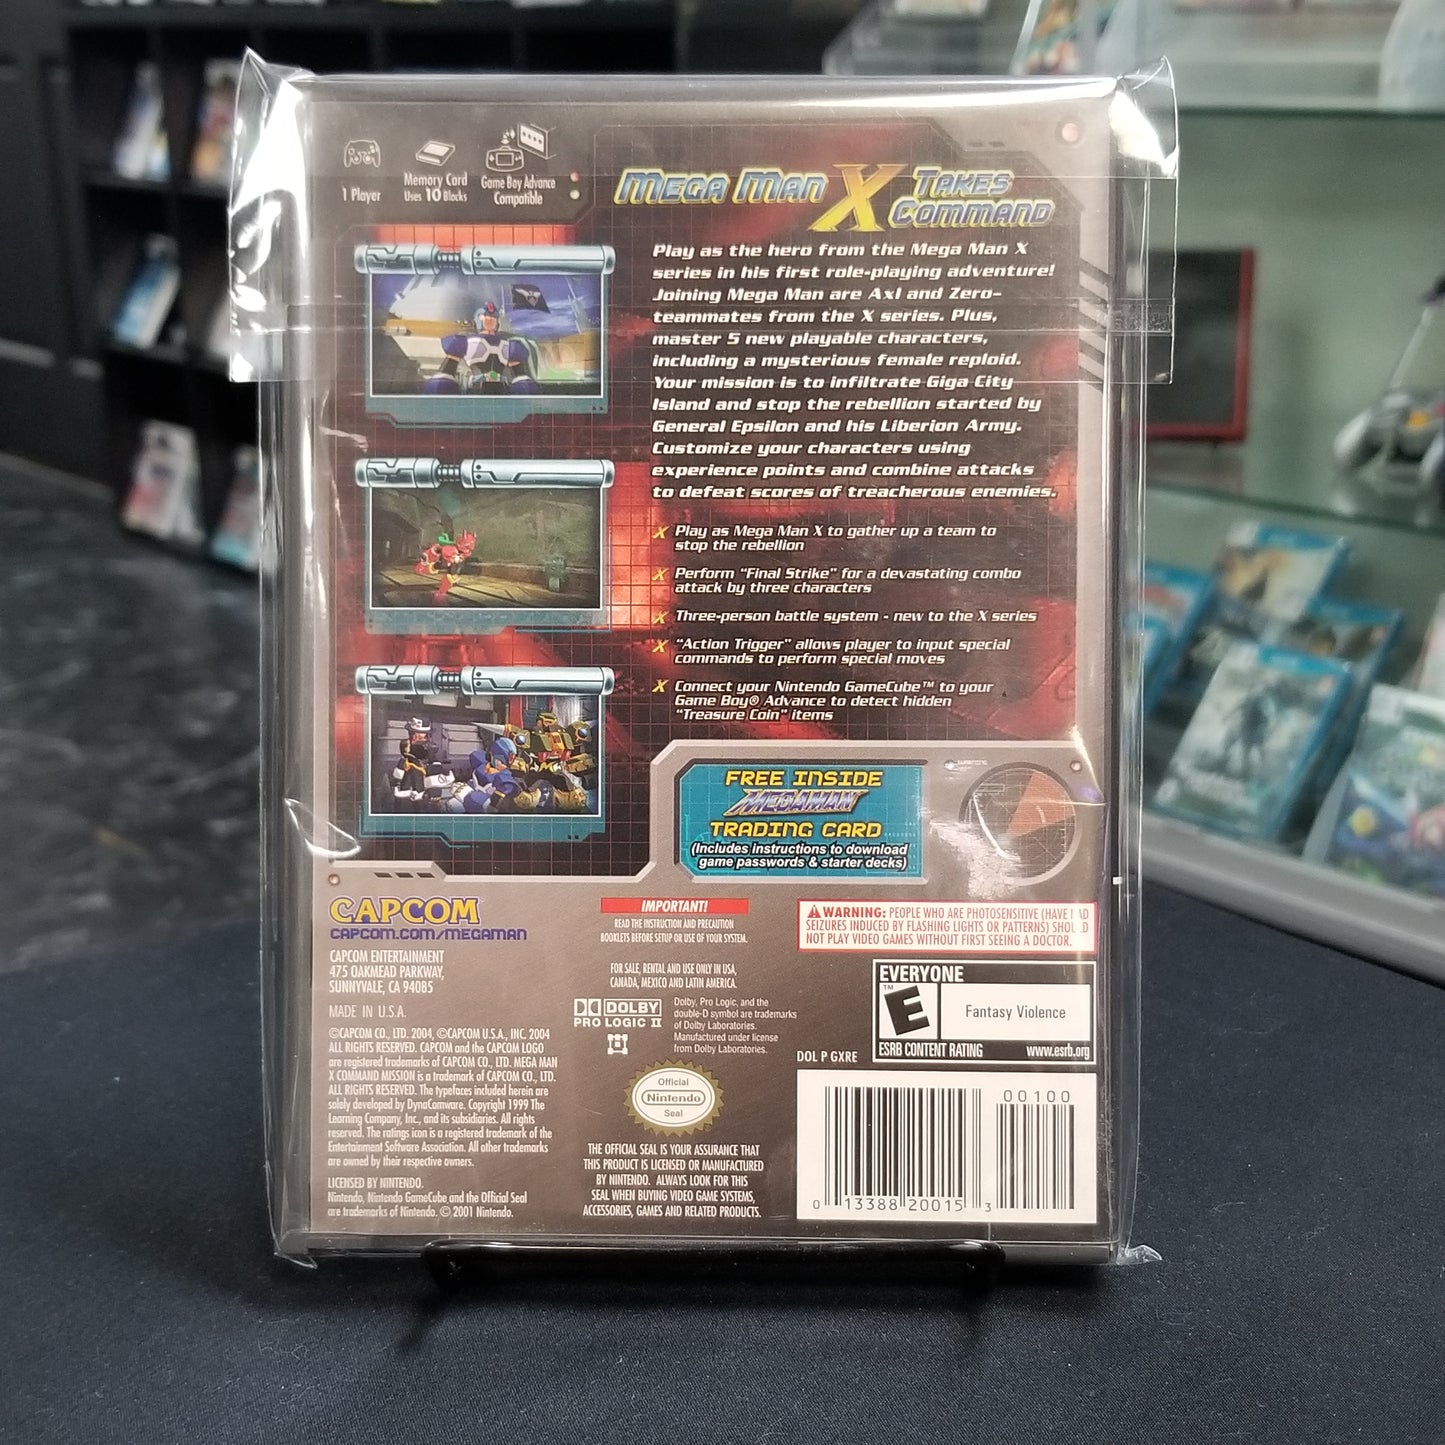 1 Player
Memory Card
Uses 10 Blocks
Game Boy Advance
Compatible
MEGA MAN X TAKES
COMMAND
Play as the hero from the Mega Man X
series in his first role-playing adventure!
Joining Mega Man are Axl and Zero-
teammates from the X series. Plus,
master 5 new playable characters,
including a mysterious female reploid.
Your mission is to infiltrate Giga City
Island and stop the rebellion started by
General Epsilon and his Liberion Army.
Customize your characters using
experience points and combine attacks
to defeat scores of treacherous enemies.
X Play as Mega Man X to gather up a team to
stop the rebellion
X Perform "Final Strike" for a devastating combo
attack by three characters
X Three-person battle system - new to the X series
X "Action Trigger" allows player to input special
commands to perform special moves
X Connect your Nintendo GameCube™ to your
Game Boy® Advance to detect hidden
"Treasure Coin" items
FREE INSIDE
MEGAMAN
TRADING CARD
(Includes instructions to download
game passwords & starter decks)
CAPCOM
CAPCOM.COM/MEGAMAN
CAPCOM ENTERTAINMENT
475 OAKMEAD PARKWAY,
SUNNYVALE, CA 94085
MADE IN U.S.A.
©CAPCOM CO., LTD. 2004, ©CAPCOM U.S.A., INC. 2004
ALL RIGHTS RESERVED. CAPCOM and the CAPCOM LOGO
are registered trademarks of CAPCOM CO., LTD. MEGA MAN
X COMMAND MISSION is a trademark of CAPCOM CO., LTD.
ALL RIGHTS RESERVED. The typefaces included herein are
solely developed by DynaComware. Copyright 1999 The
Learning Company, Inc., and its subsidiaries. All rights
reserved. The ratings icon is a registered trademark of the
Entertainment Software Association. All other trademarks
are owned by their respective owners.
LICENSED BY NINTENDO.
Nintendo, Nintendo GameCube and the Official Seal
are trademarks of Nintendo. © 2001 Nintendo.
IMPORTANT!
READ THE INSTRUCTION AND PRECAUTION
BOOKLETS BEFORE SETUP OR USE OF YOUR SYSTEM.
FOR SALE, RENTAL AND USE ONLY IN USA,
CANADA, MEXICO AND LATIN AMERICA.
DOLBY
PRO LOGIC II
Dolby, Pro Logic, and the
double-D symbol are trademarks
of Dolby Laboratories.
Manufactured under license
from Dolby Laboratories.
Official
Nintendo
Seal
THE OFFICIAL SEAL IS YOUR ASSURANCE THAT
THIS PRODUCT IS LICENSED OR MANUFACTURED
BY NINTENDO. ALWAYS LOOK FOR THIS
SEAL WHEN BUYING VIDEO GAME SYSTEMS,
ACCESSORIES, GAMES AND RELATED PRODUCTS.
WARNING: PEOPLE WHO ARE PHOTOSENSITIVE (HAVE HAD
SEIZURES INDUCED BY FLASHING LIGHTS OR PATTERNS) SHOULD
NOT PLAY VIDEO GAMES WITHOUT FIRST SEEING A DOCTOR.
EVERYONE
E™
Fantasy Violence
ESRB CONTENT RATING www.esrb.org
DOL P GXRE
00100
0 13388 20015 3